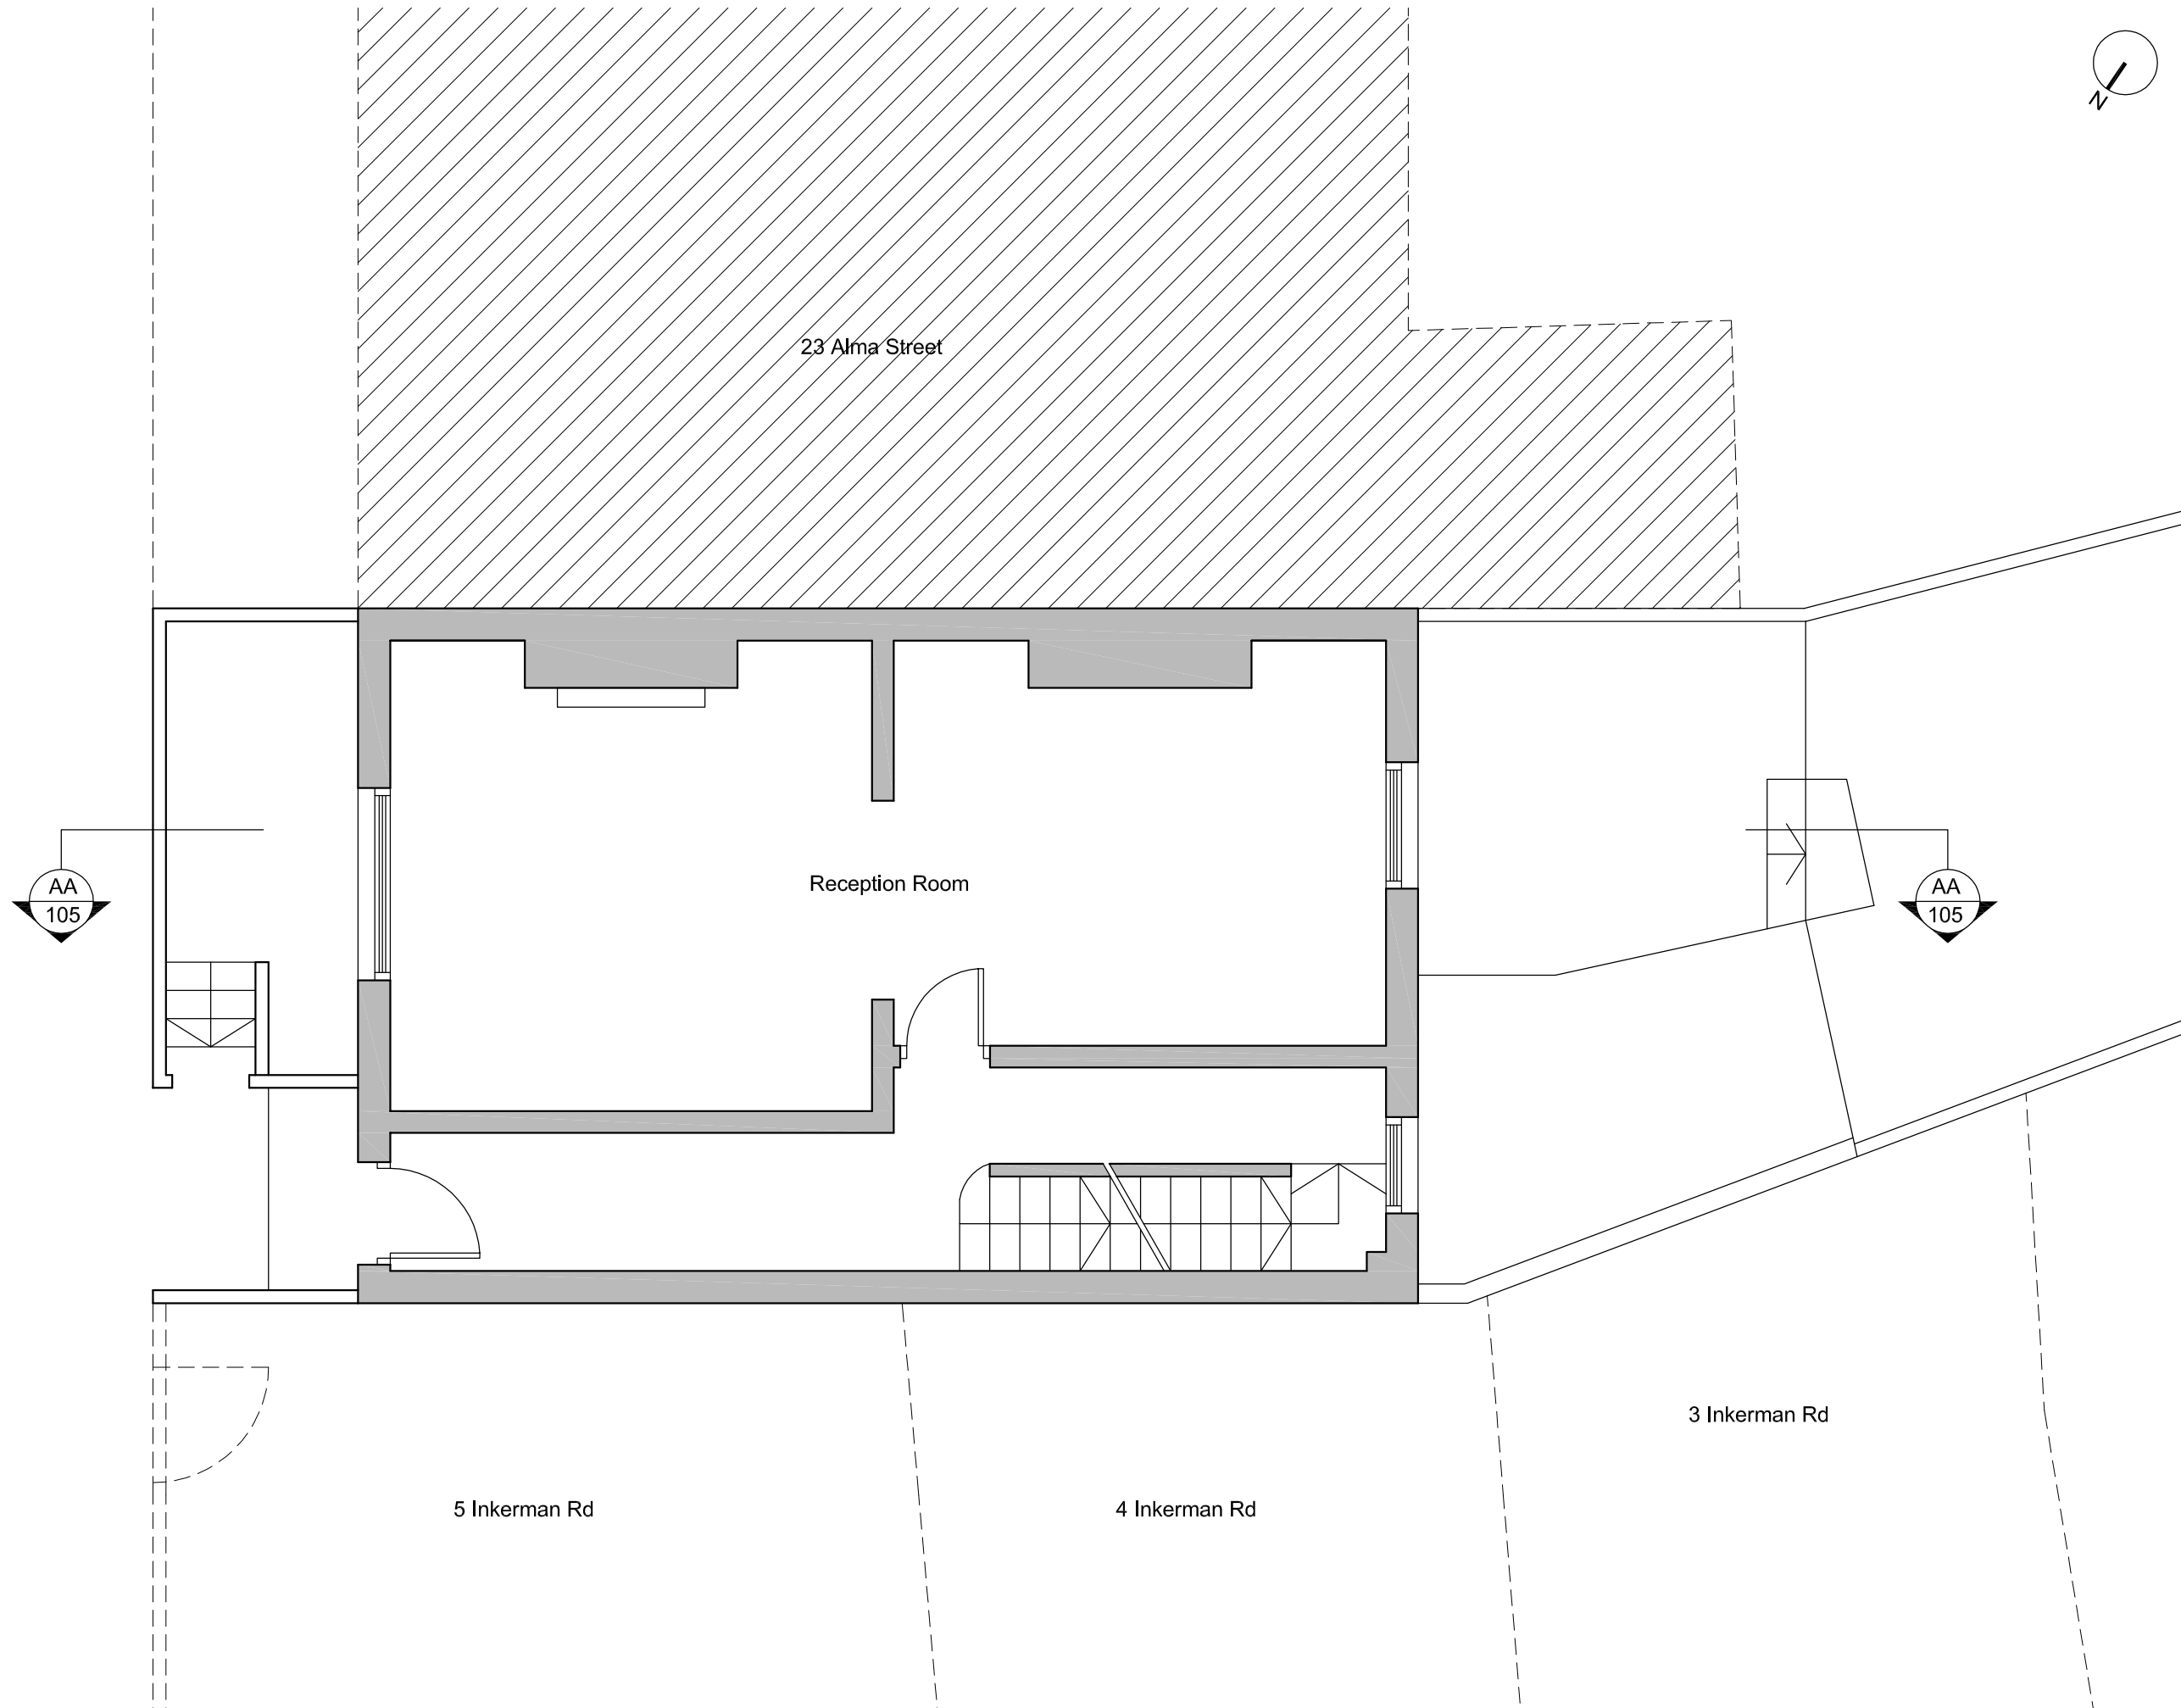 N
23 Alma Street
Reception Room
AA
105
AA
105
3 Inkerman Rd
5 Inkerman Rd
4 Inkerman Rd